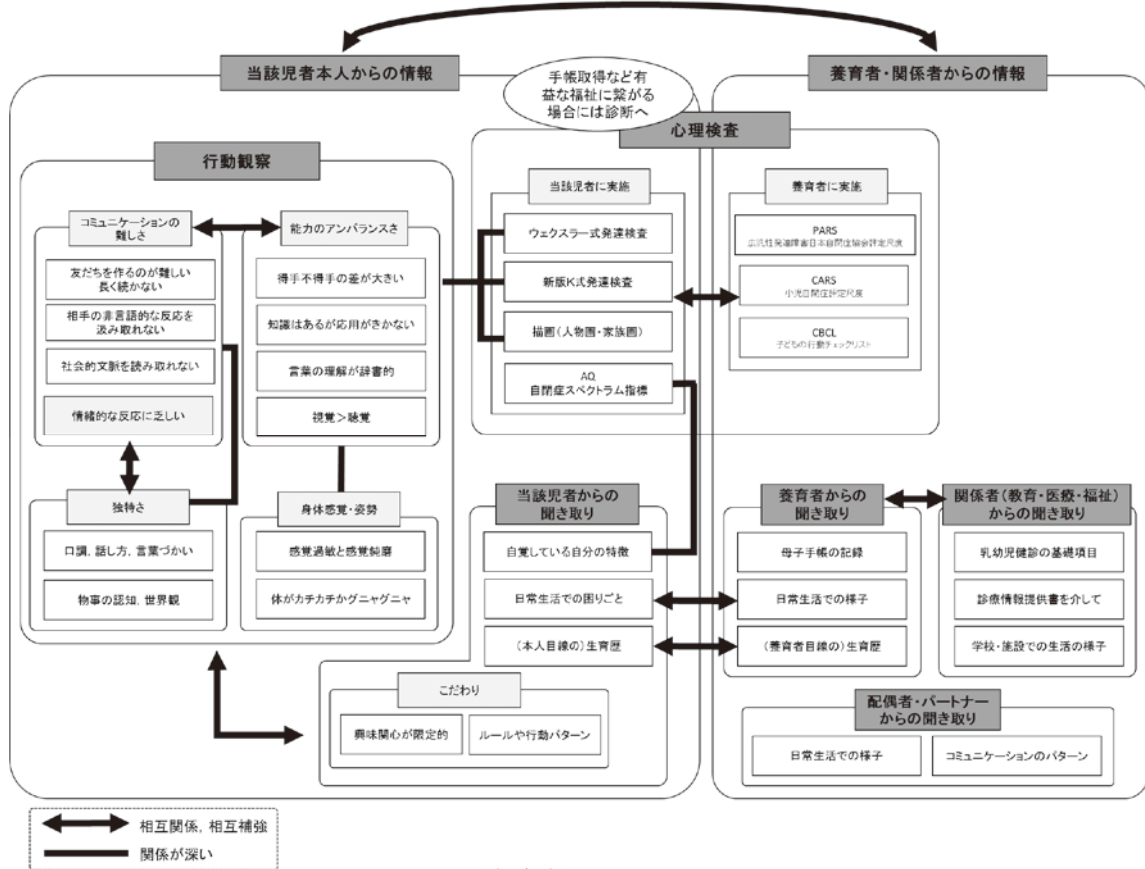 当該児者本人からの情報
養育者・関係者からの情報
手帳取得など有
益な福祉に繋がる
場合には診断へ
心理検査
行動観察
当該児者に実施
養育者に実施
コミュニケーションの
難しさ
能力のアンバランスさ
友だちを作るのが難しい
長く続かない
相手の非言語的な反応を
汲み取れない
社会的文脈を読み取れない
情緒的な反応に乏しい
得手不得手の差が大きい
知識はあるが応用がきかない
言葉の理解が辞書的
視覚>聴覚
ウェクスラー式発達検査
新版K式発達検査
描画(人物画・家族画)
AQ
自閉症スペクトラム指標
PARS
広汎性発達障害日本自閉症協会評定尺度
CARS
小児自閉症評定尺度
CBCL
子どもの行動チェックリスト
独特さ
口調, 話し方, 言葉づかい
物事の認知, 世界観
身体感覚・姿勢
感覚過敏と感覚鈍磨
体がカチカチかグニャグニャ
当該児者からの
聞き取り
自覚している自分の特徴
日常生活での困りごと
(本人目線の)生育歴
こだわり
興味関心が限定的
ルールや行動パターン
養育者からの
聞き取り
母子手帳の記録
日常生活での様子
(養育者目線の)生育歴
関係者(教育・医療・福祉)
からの聞き取り
乳幼児健診の基礎項目
診療情報提供書を介して
学校・施設での生活の様子
配偶者・パートナー
からの聞き取り
日常生活での様子
コミュニケーションのパターン
相互関係, 相互補強
関係が深い